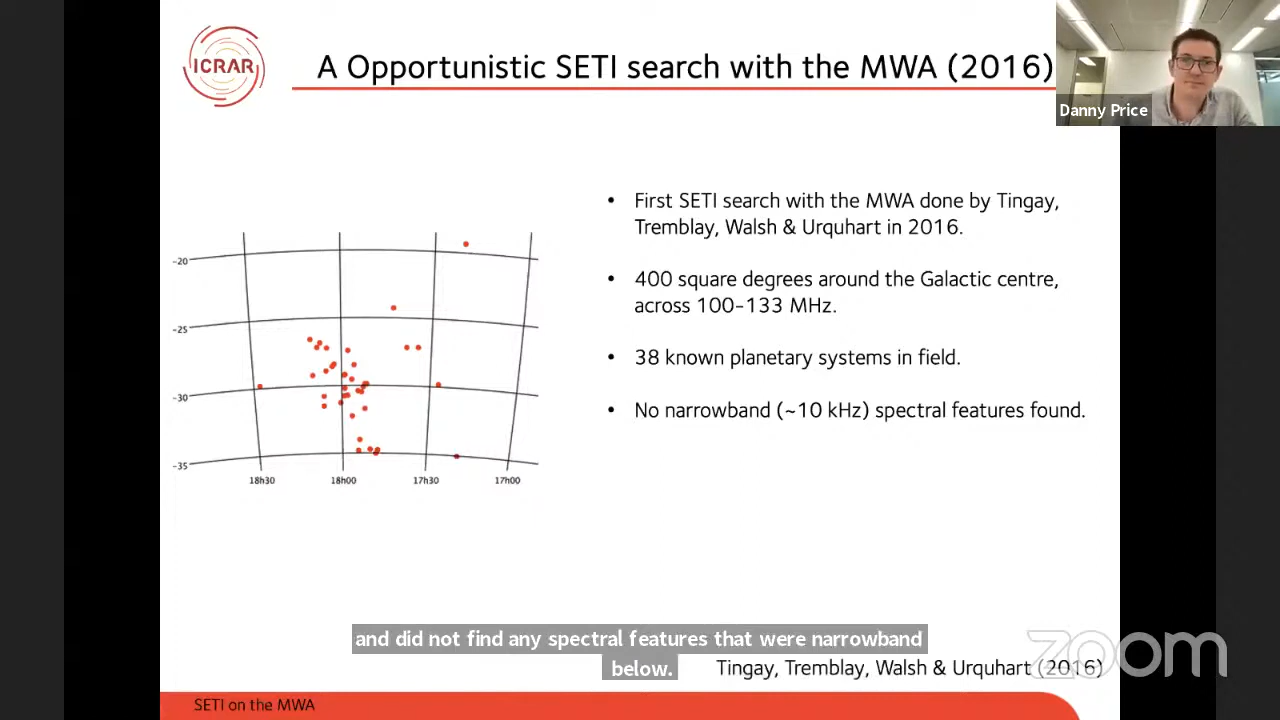 ICRAR
A Opportunistic SETI search with the MWA (2016)
Danny Price
• First SETI search with the MWA done by Tingay,
Tremblay, Walsh & Urquhart in 2016.
• 400 square degrees around the Galactic centre,
across 100-133 MHz.
• 38 known planetary systems in field.
• No narrowband (~10 kHz) spectral features found.
-20
-25
-30
-35
18h30 18h00 17h30 17h00
and did not find any spectral features that were narrowband
below.
Tingay, Tremblay, Walsh & Urquhart (2016)
zoom
SETI on the MWA